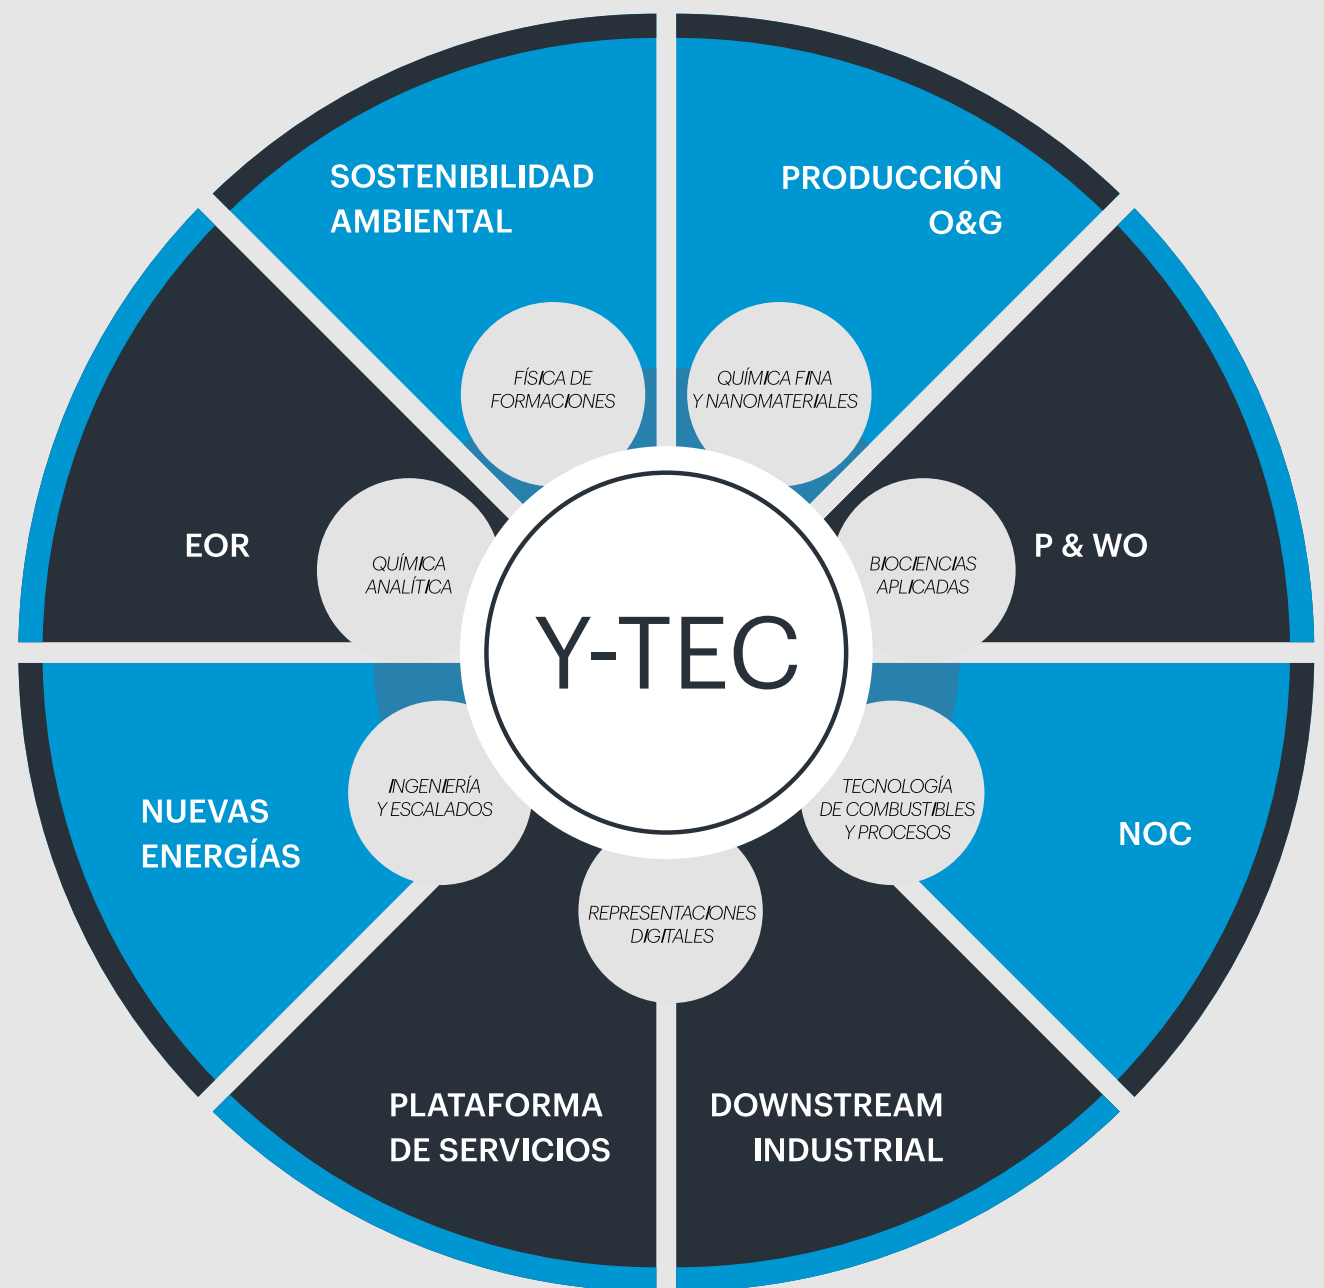 SOSTENIBILIDAD
AMBIENTAL
PRODUCCIÓN
O&G
FÍSICA DE
FORMACIONES
QUÍMICA FINA
Y NANOMATERIALES
EOR
QUÍMICA
ANALÍTICA
Y-TEC
BIOCIENCIAS
APLICADAS
P & WO
NUEVAS
ENERGÍAS
INGENIERÍA
Y ESCALADOS
TECNOLOGÍA
DE COMBUSTIBLES
Y PROCESOS
NOC
REPRESENTACIONES
DIGITALES
PLATAFORMA
DE SERVICIOS
DOWNSTREAM
INDUSTRIAL